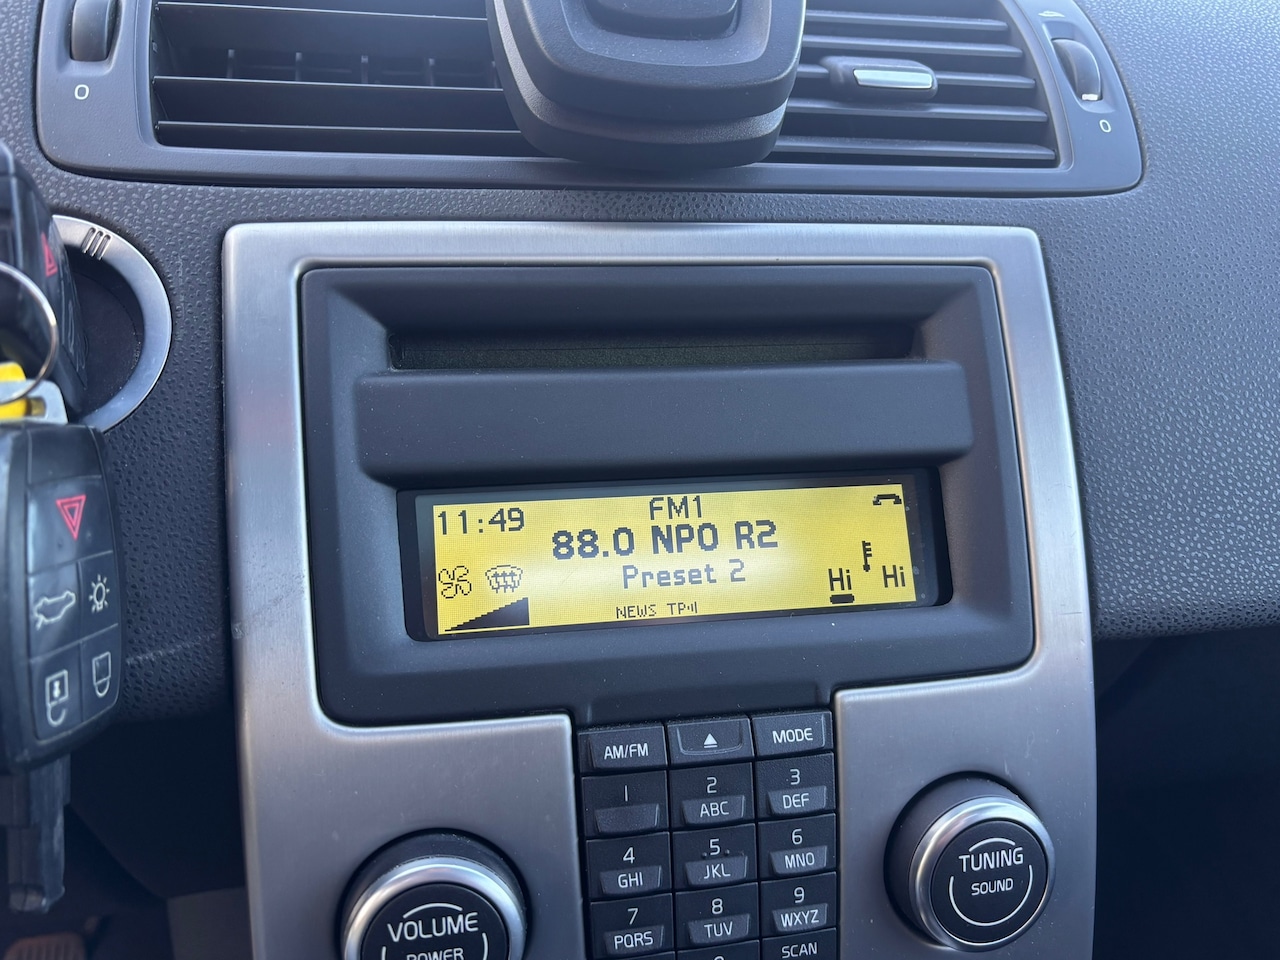 0
0
11:49
FM1
88.0 NPO R2
Preset 2
Hi
Hi
NEWS TP
AM/FM
MODE
1
2
ABC
3
DEF
4
GHI
5
JKL
6
MNO
7
PQRS
8
TUV
9
WXYZ
SCAN
VOLUME
POWER
TUNING
SOUND